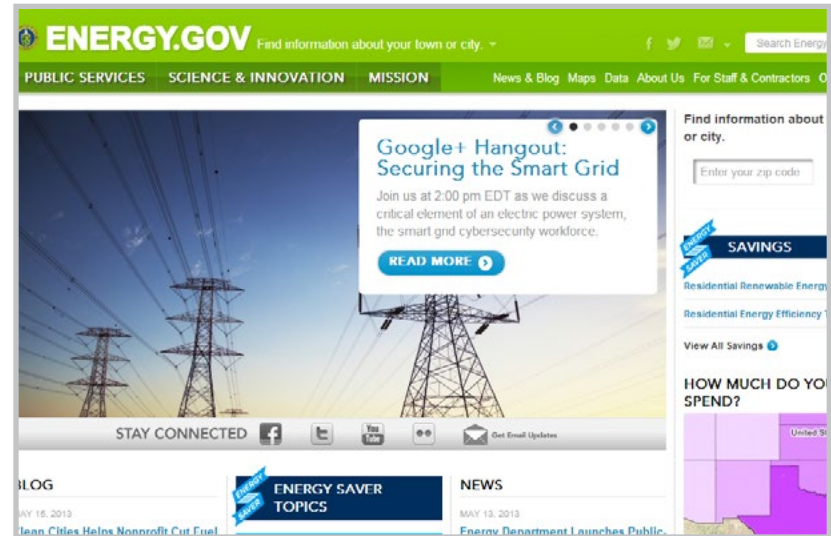 ENERGY.GOV Find information about your town or city.
Search Energy
PUBLIC SERVICES SCIENCE & INNOVATION MISSION News & Blog Maps Data About Us For Staff & Contractors O
Google+ Hangout:
Securing the Smart Grid
Join us at 2:00 pm EDT as we discuss a
critical element of an electric power system,
the smart grid cybersecurity workforce.
READ MORE
Find information about
or city.
Enter your zip code
ENERGY
SAVER
SAVINGS
Residential Renewable Energy
Residential Energy Efficiency T
View All Savings
HOW MUCH DO YOU
SPEND?
United St
STAY CONNECTED
You
Tube
Get Email Updates
BLOG
MAY 16, 2013
Clean Cities Helps Nonprofit Cut Fuel
ENERGY
SAVER
ENERGY SAVER
TOPICS
NEWS
MAY 13, 2013
Energy Department Launches Public-